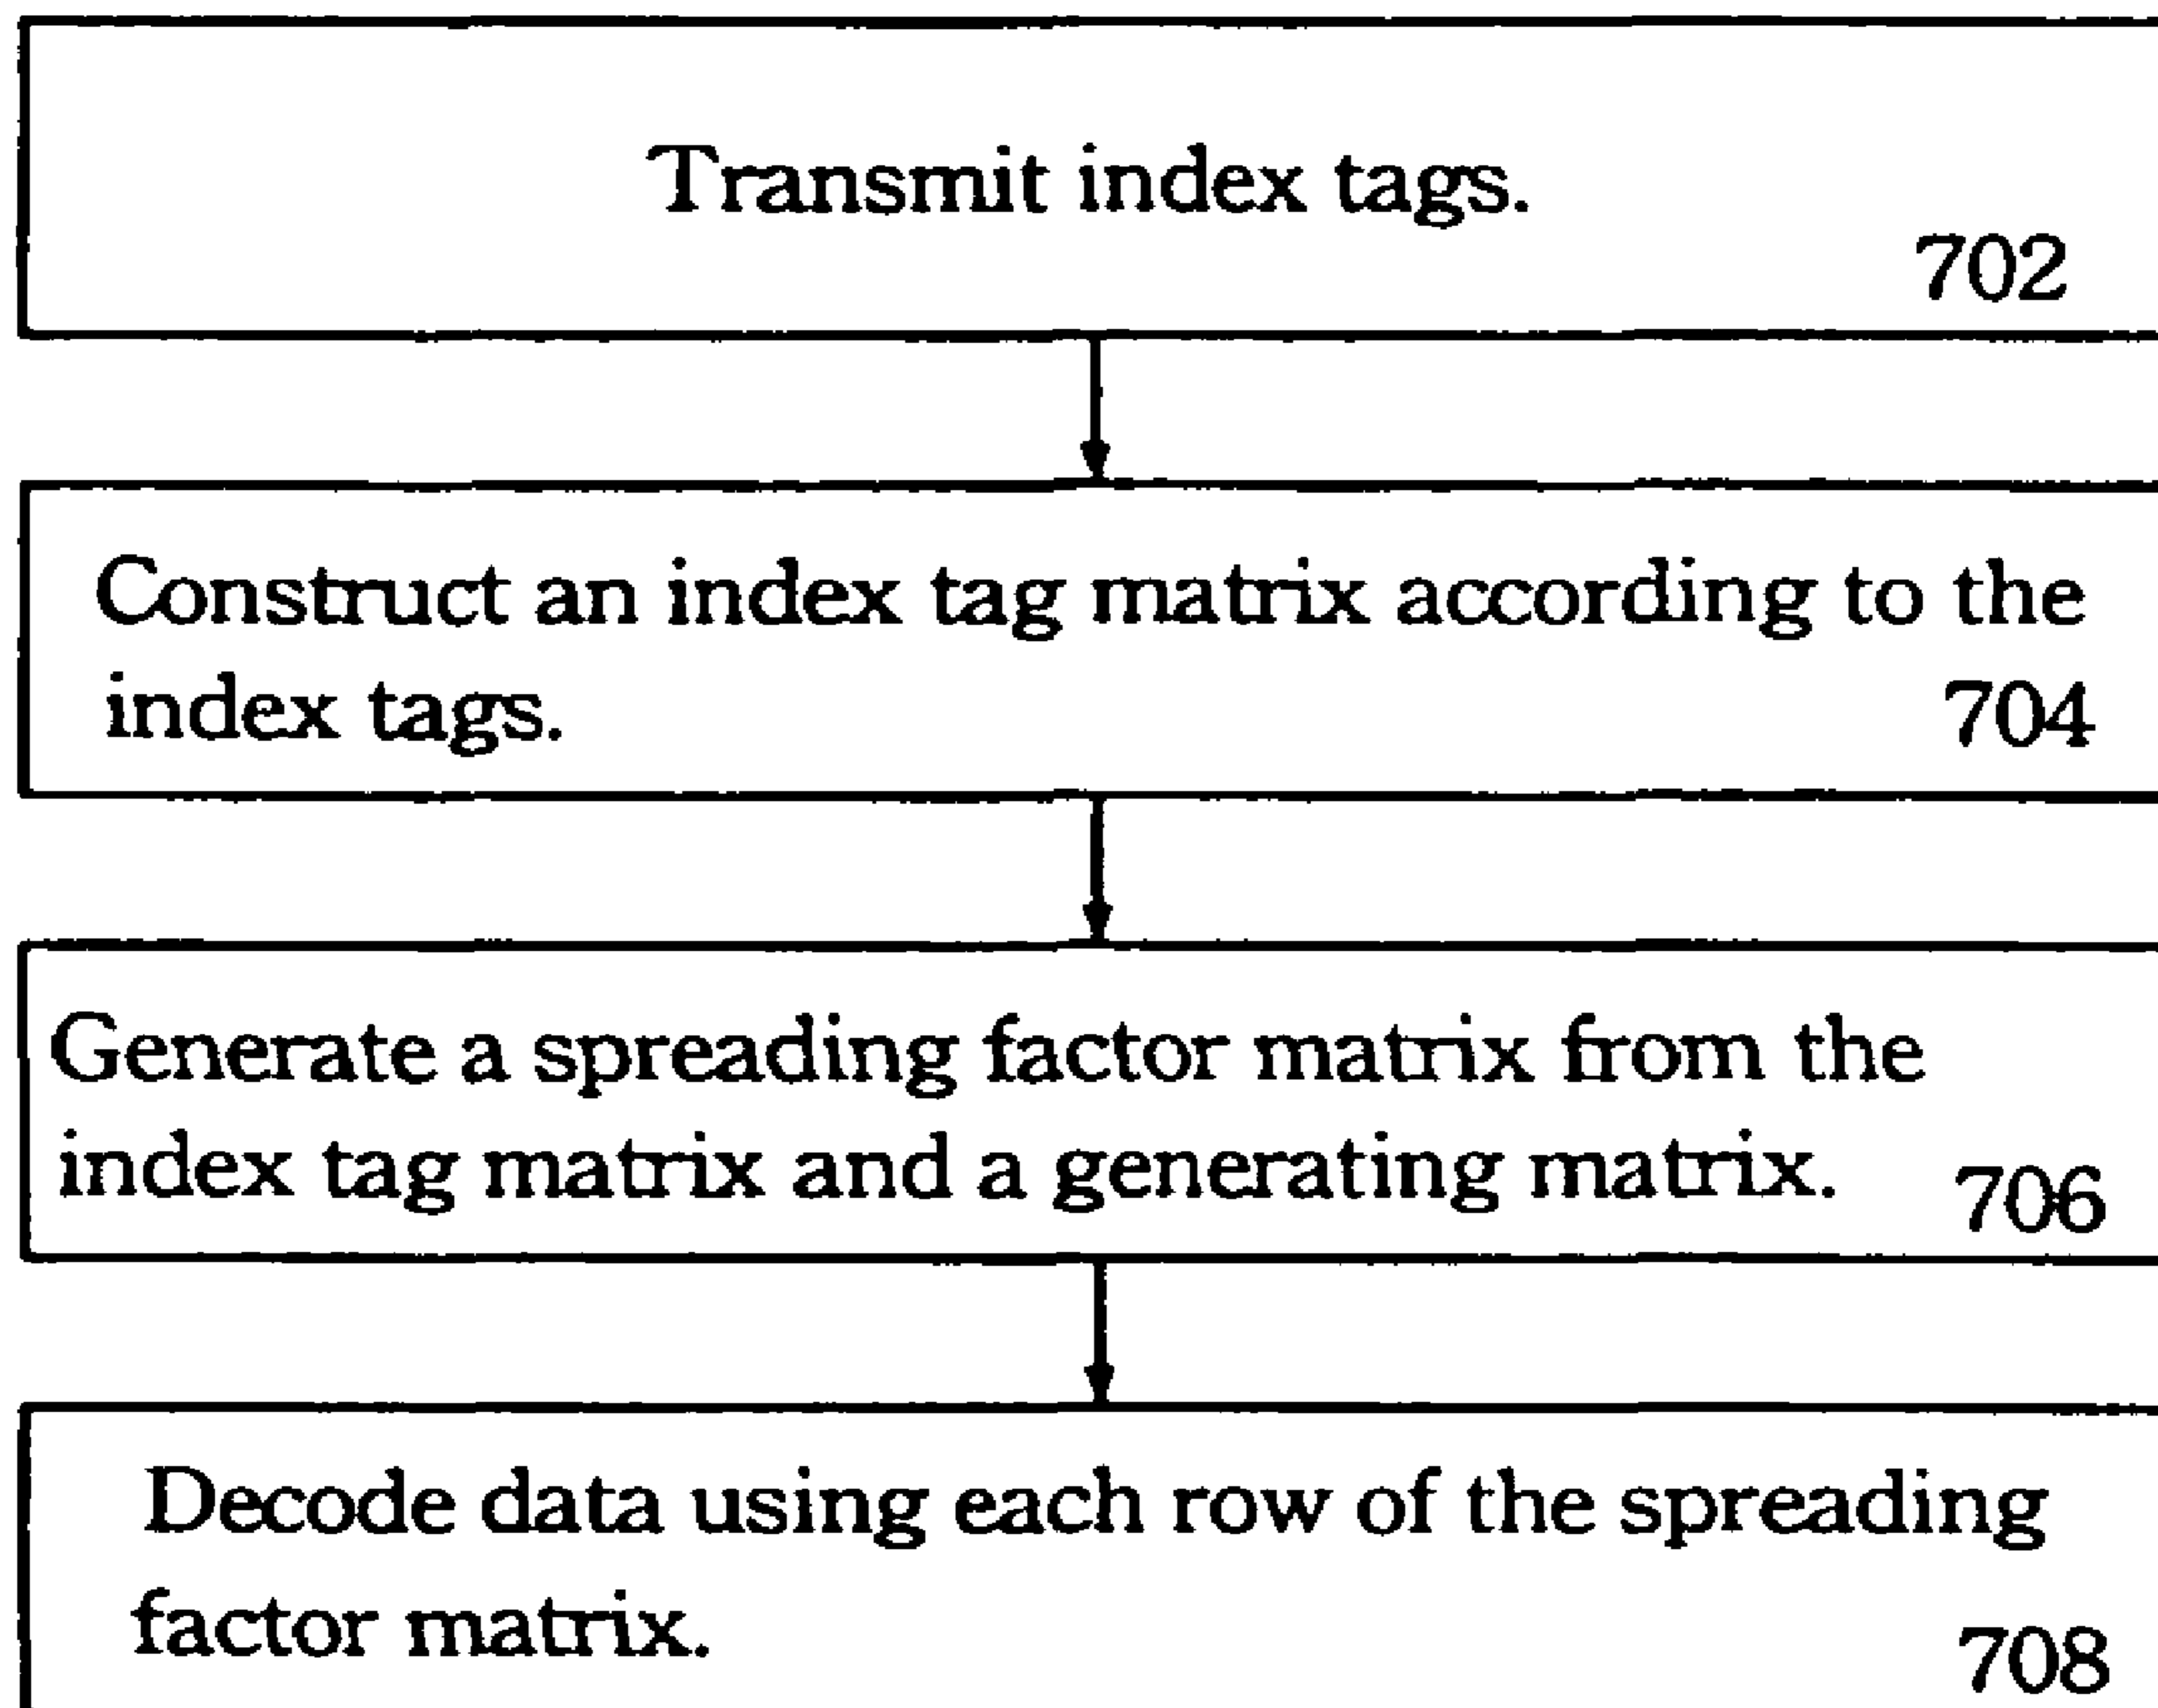 Transmit index tags.
702
Construct an index tag matrix according to the
index tags. 704
Generate a spreading factor matrix from the
index tag matrix and a generating matrix. 706
Decode data using each row of the spreading
factor matrix.
708